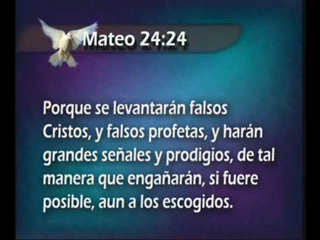 Mateo 24:24
Porque se levantarán falsos
Cristos, y falsos profetas, y harán
grandes señales y prodigios, de tal
manera que engañarán, si fuere
posible, aun a los escogidos.